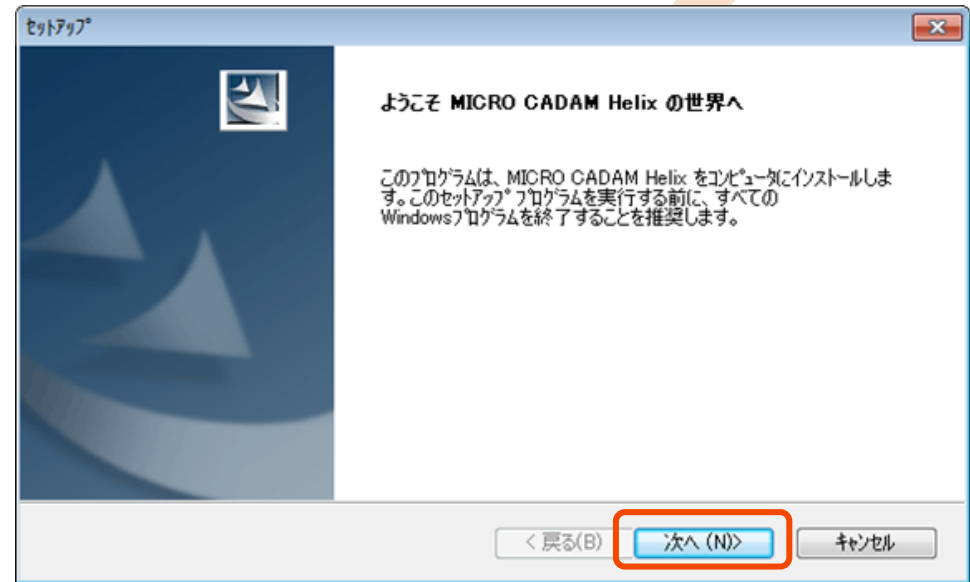 ｾｯﾄｱｯﾌﾟ
ようこそ MICRO CADAM Helix の世界へ
このﾌﾟﾛｸﾞﾗﾑは、MICRO CADAM Helix をｺﾝﾋﾟｭｰﾀにｲﾝｽﾄｰﾙしま
す。このｾｯﾄｱｯﾌﾟ ﾌﾟﾛｸﾞﾗﾑを実行する前に、すべての
Windowsﾌﾟﾛｸﾞﾗﾑを終了することを推奨します。
< 戻る(B)
次へ (N)>
ｷｬﾝｾﾙ